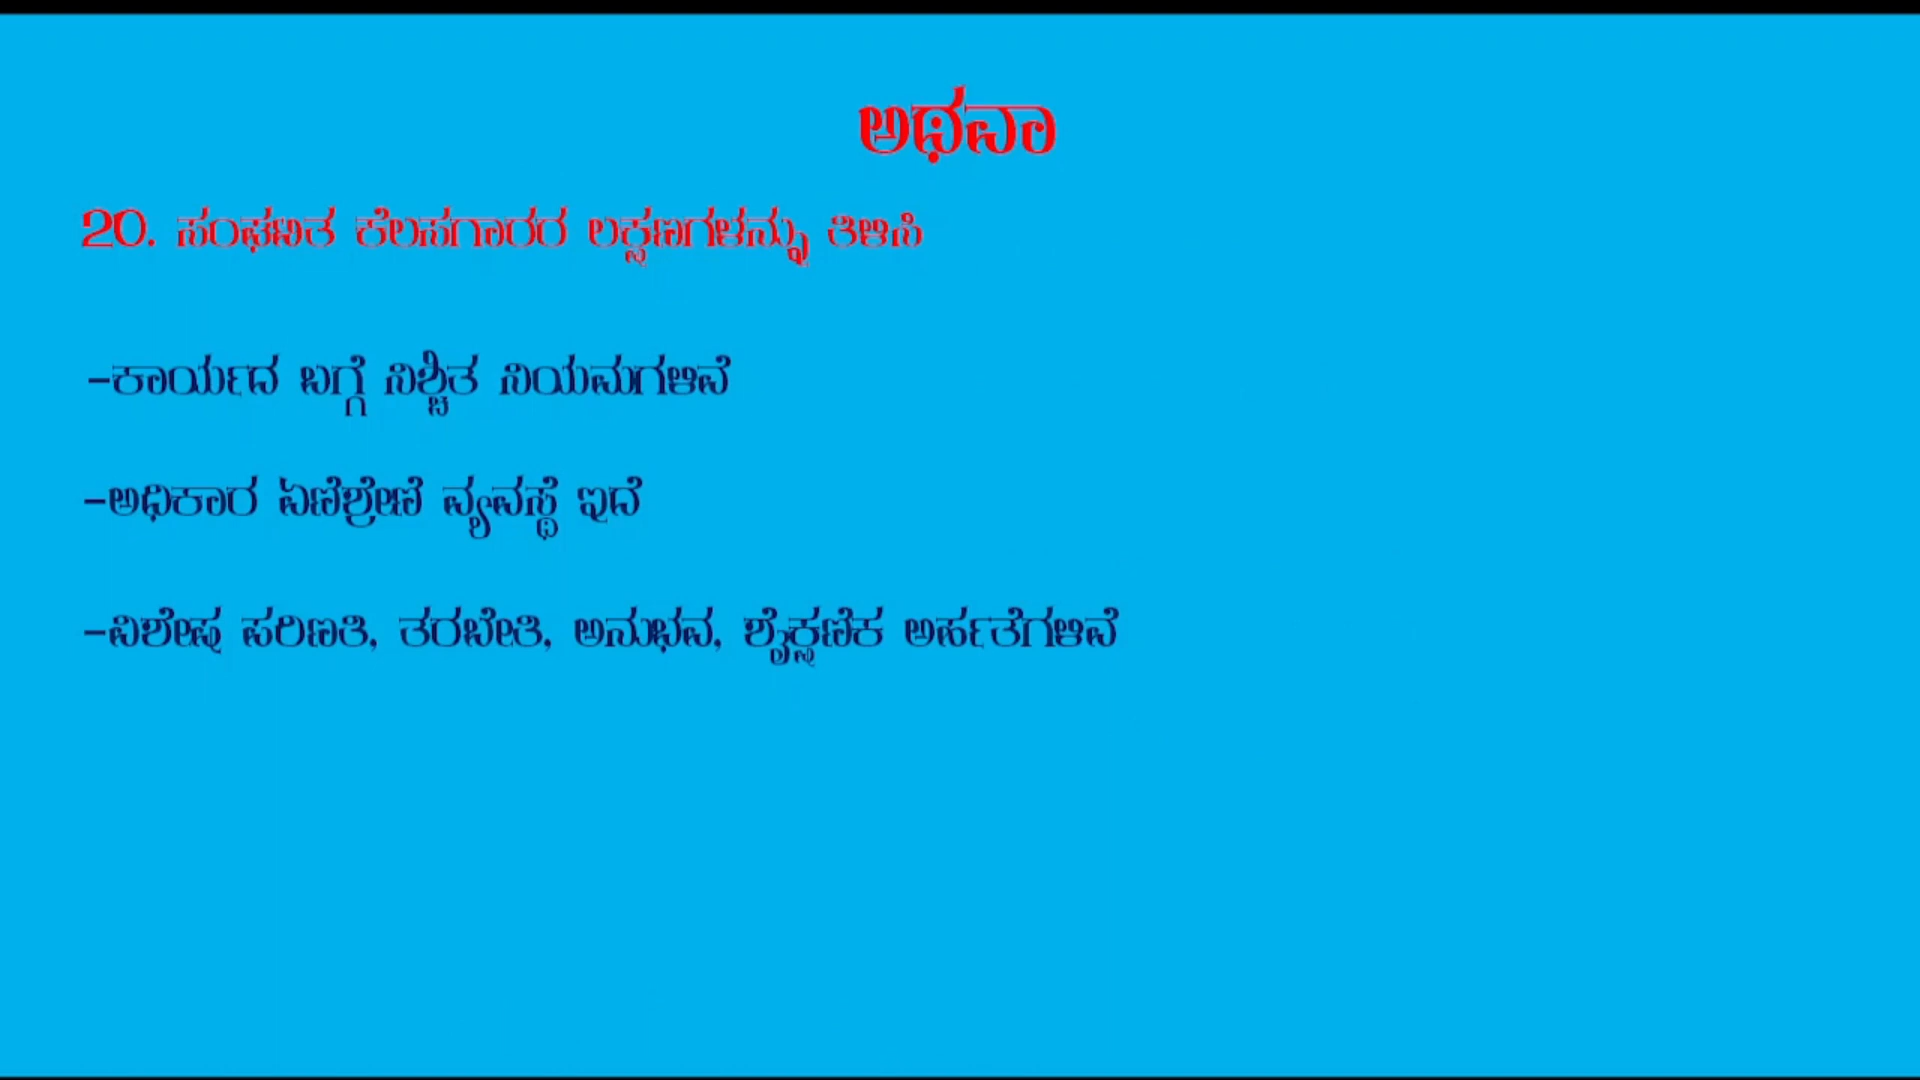 ಅಥವಾ
20. ಸಂಘಟಿತ ಕೆಲಸಗಾರರ ಲಕ್ಷಣಗಳನ್ನು ತಿಳಿಸಿ
-ಕಾರ್ಯದ ಬಗ್ಗೆ ನಿಶ್ಚಿತ ನಿಯಮಗಳಿವೆ
-ಅಧಿಕಾರ ಏಣಿಶ್ರೇಣಿ ವ್ಯವಸ್ಥೆ ಇದೆ
-ವಿಶೇಷ ಪರಿಣತಿ, ತರಬೇತಿ, ಅನುಭವ, ಶೈಕ್ಷಣಿಕ ಅರ್ಹತೆಗಳಿವೆ